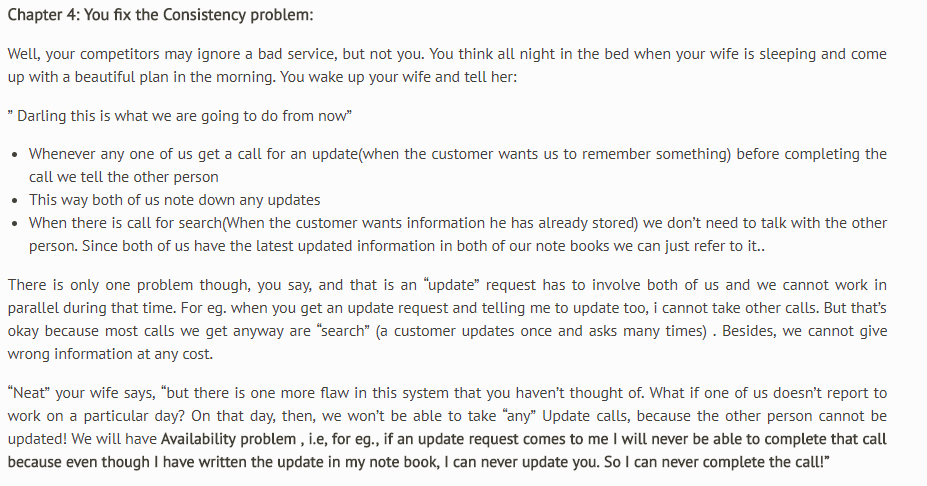 Chapter 4: You fix the Consistency problem:
Well, your competitors may ignore a bad service, but not you. You think all night in the bed when your wife is sleeping and come
up with a beautiful plan in the morning. You wake up your wife and tell her:
” Darling this is what we are going to do from now”
• Whenever any one of us get a call for an update(when the customer wants us to remember something) before completing the
call we tell the other person
• This way both of us note down any updates
• When there is call for search(When the customer wants information he has already stored) we don’t need to talk with the other
person. Since both of us have the latest updated information in both of our note books we can just refer to it..
There is only one problem though, you say, and that is an “update” request has to involve both of us and we cannot work in
parallel during that time. For eg. when you get an update request and telling me to update too, i cannot take other calls. But that’s
okay because most calls we get anyway are “search” (a customer updates once and asks many times) . Besides, we cannot give
wrong information at any cost.
“Neat” your wife says, “but there is one more flaw in this system that you haven’t thought of. What if one of us doesn’t report to
work on a particular day? On that day, then, we won’t be able to take “any” Update calls, because the other person cannot be
updated! We will have Availability problem , i.e, for eg., if an update request comes to me I will never be able to complete that call
because even though I have written the update in my note book, I can never update you. So I can never complete the call!”